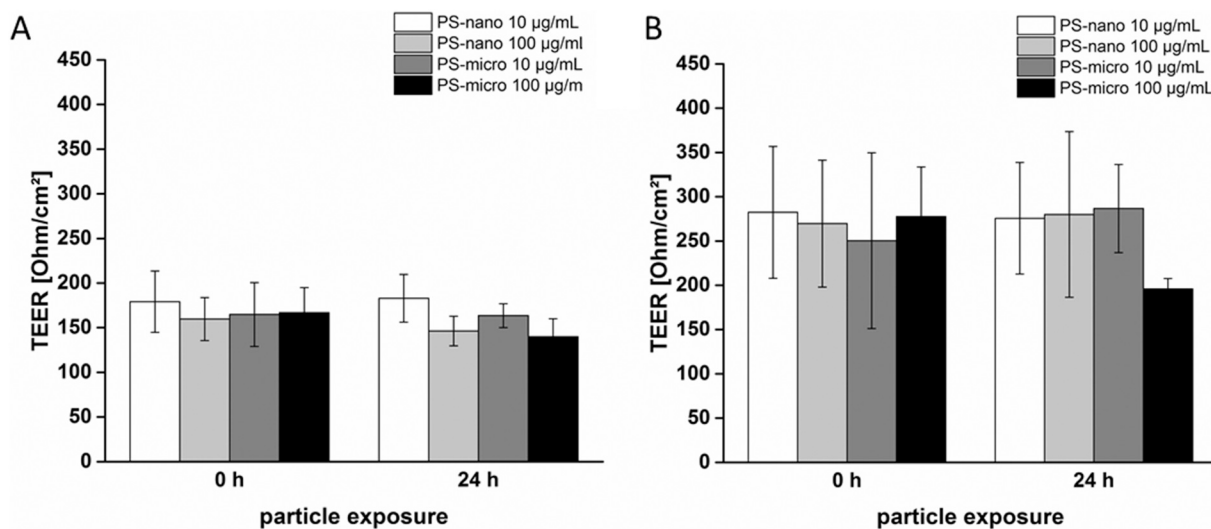 A
PS-nano 10 µg/mL
PS-nano 100 µg/ml
PS-micro 10 µg/mL
PS-micro 100 µg/m
450
400
350
300
250
200
150
100
50
0
TEER [Ohm/cm²]
0 h
24 h
particle exposure
B
PS-nano 10 µg/mL
PS-nano 100 µg/mL
PS-micro 10 µg/mL
PS-micro 100 µg/mL
450
400
350
300
250
200
150
100
50
0
TEER [Ohm/cm²]
0 h
24 h
particle exposure